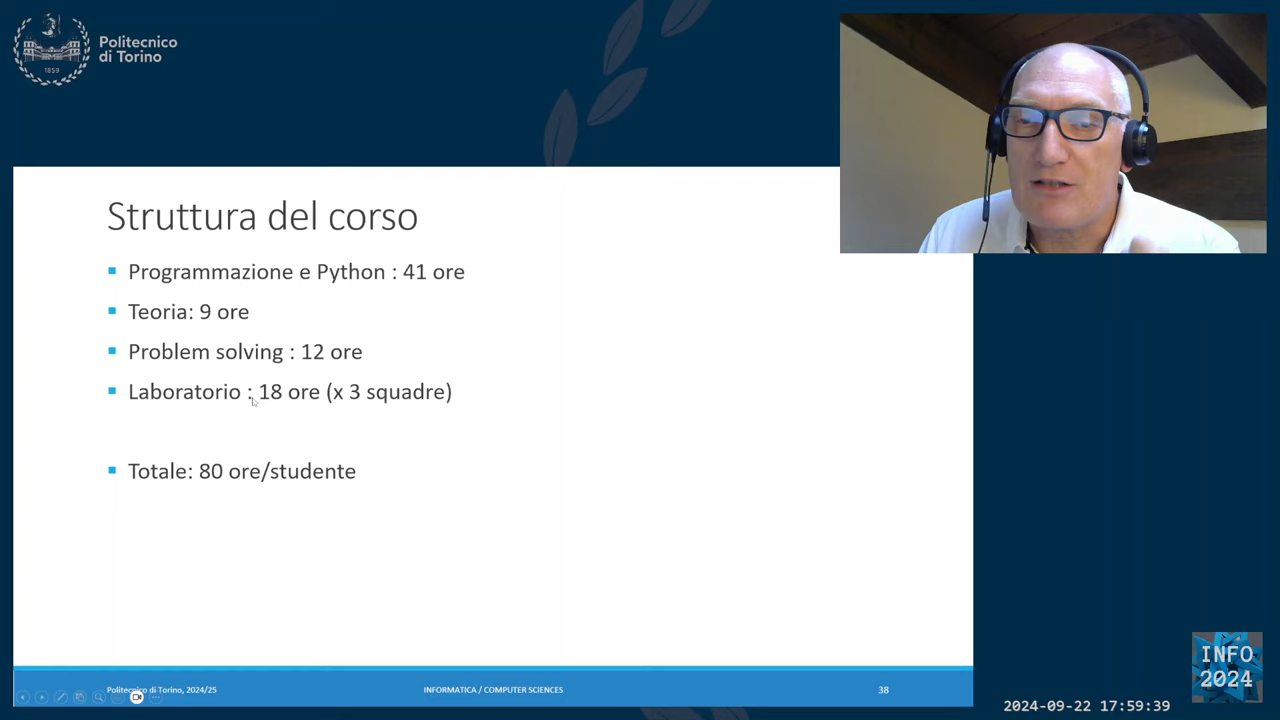 Politecnico
di Torino
1859
Struttura del corso
Programmazione e Python : 41 ore
Teoria: 9 ore
Problem solving : 12 ore
Laboratorio : 18 ore (x 3 squadre)
Totale: 80 ore/studente
Politecnico di Torino, 2024/25
INFORMATICA / COMPUTER SCIENCES
38
INFO
2024
2024-09-22 17:59:39